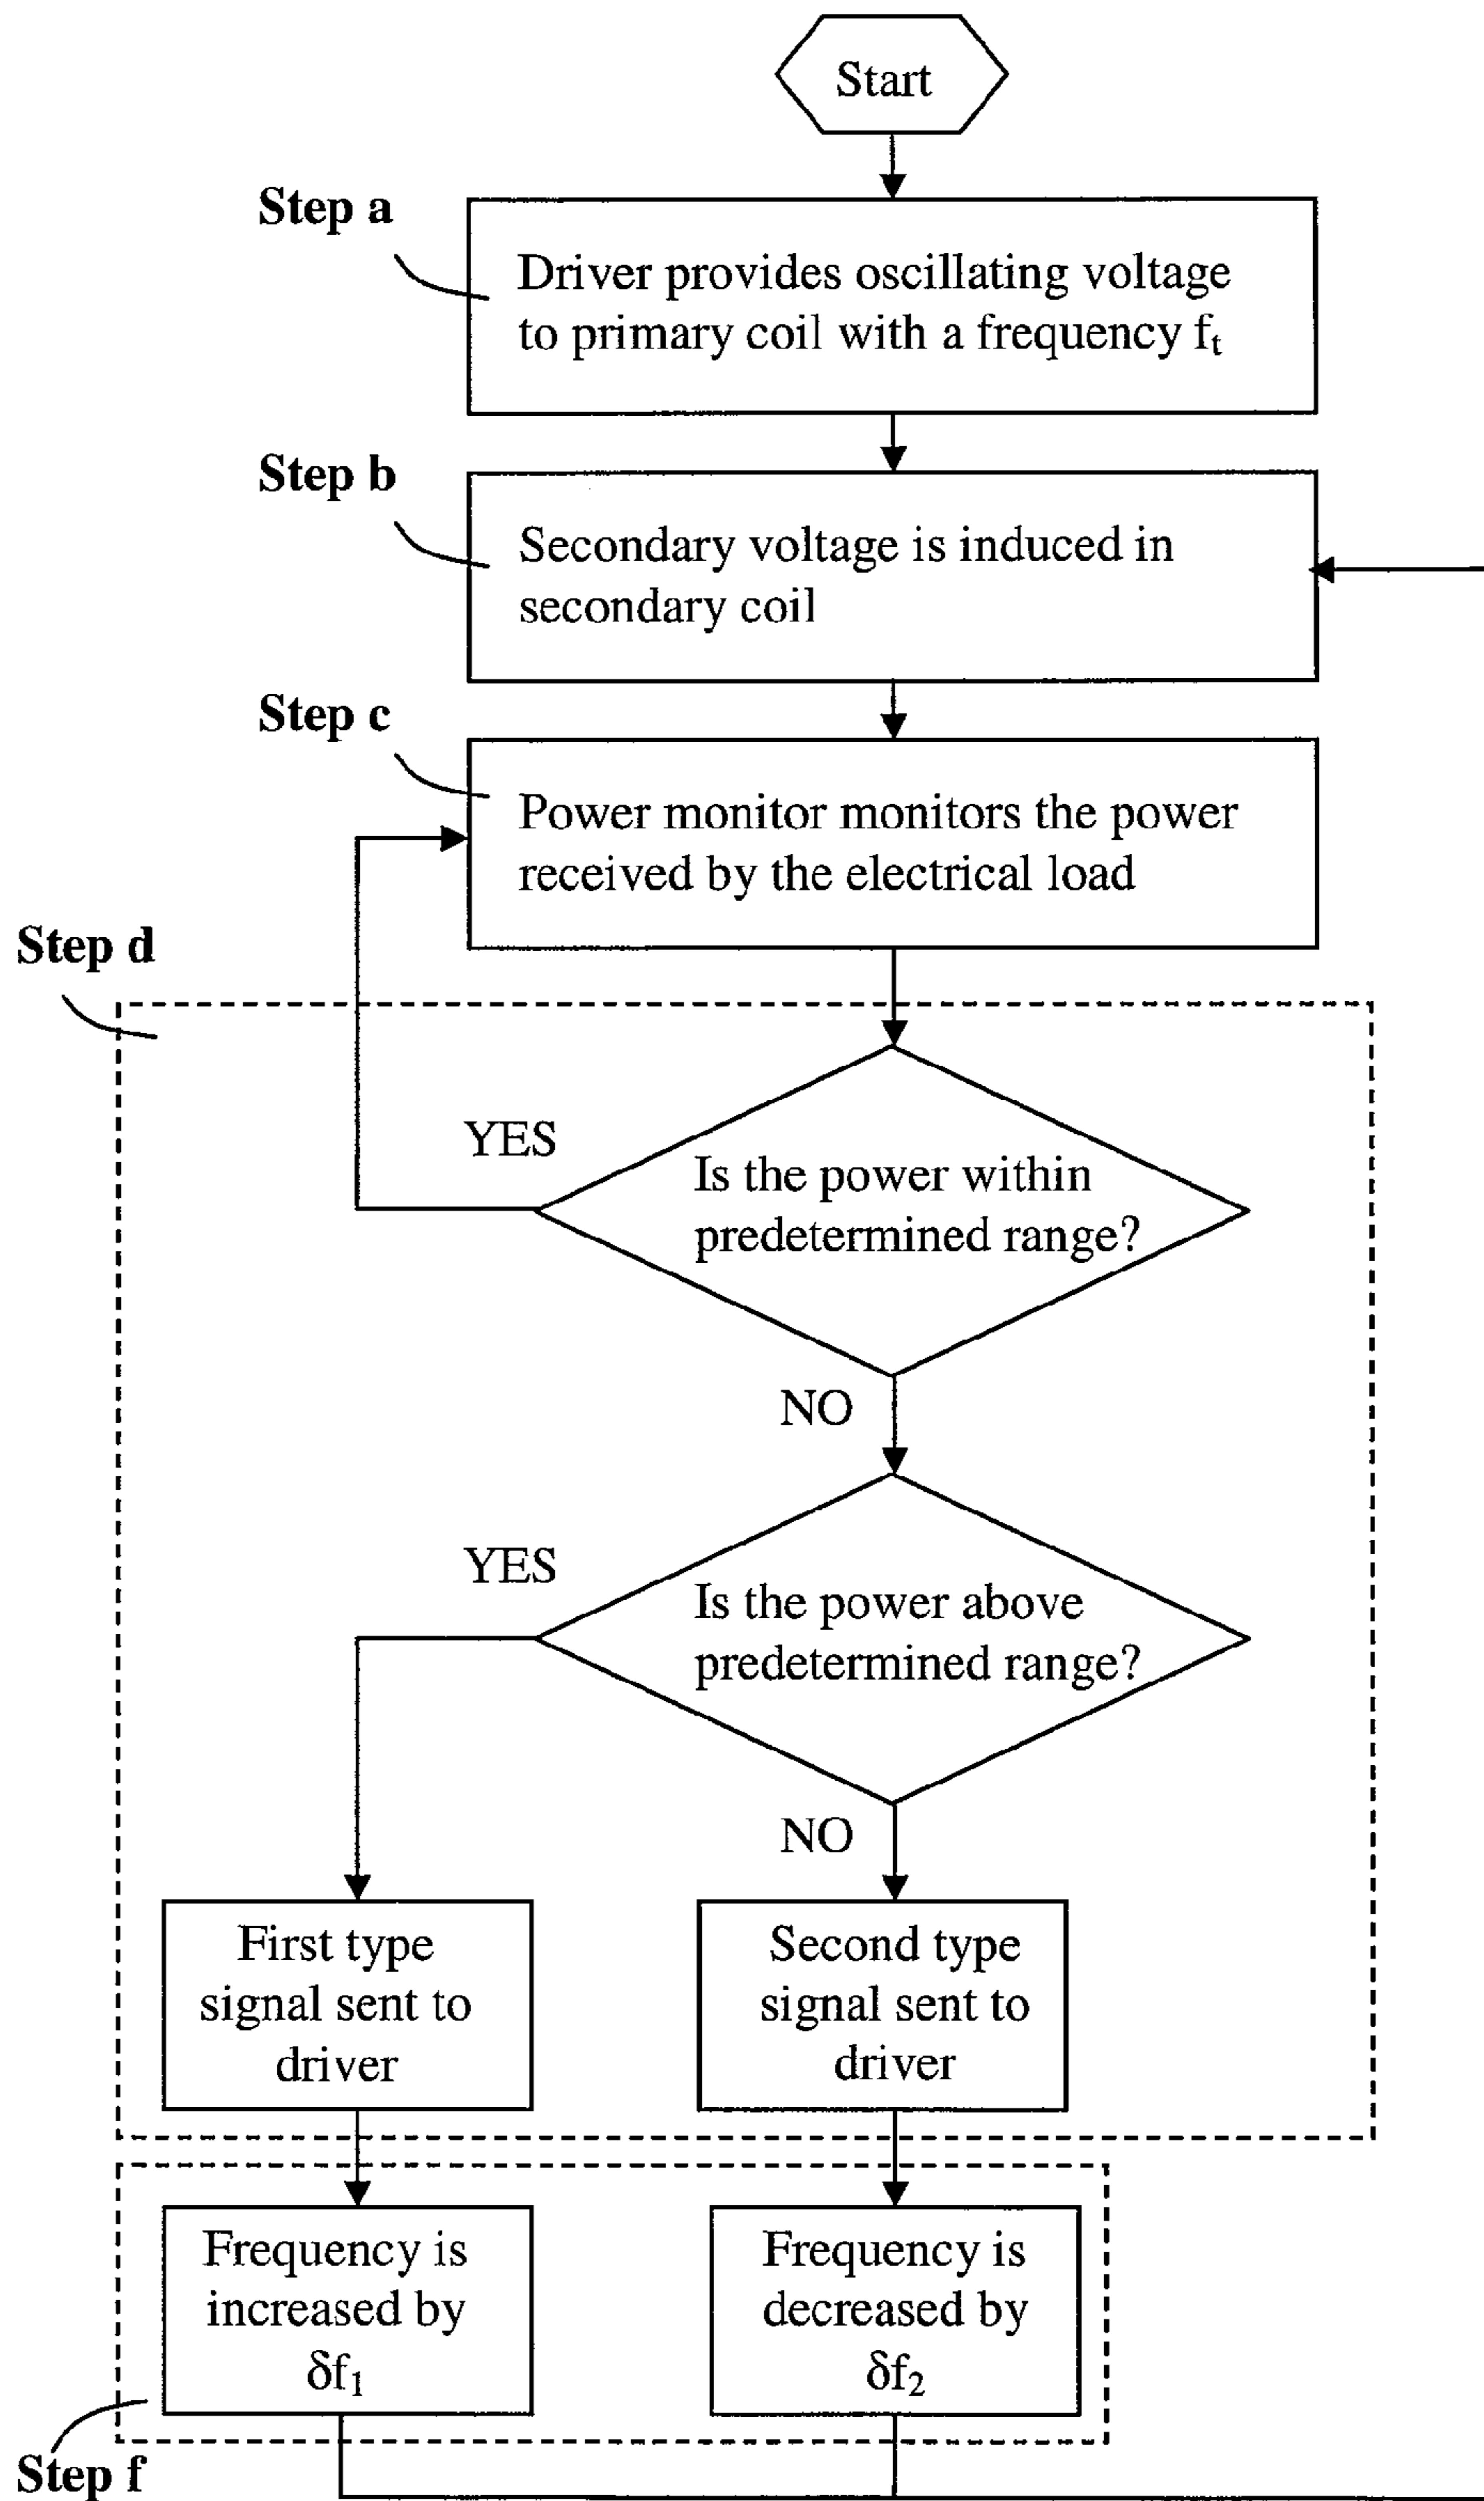 Start
Step a
Driver provides oscillating voltage
to primary coil with a frequency fₜ
Step b
Secondary voltage is induced in
secondary coil
Step c
Power monitor monitors the power
received by the electrical load
Step d
YES
Is the power within
predetermined range?
NO
YES
Is the power above
predetermined range?
NO
First type
signal sent to
driver
Second type
signal sent to
driver
Frequency is
increased by
δf₁
Frequency is
decreased by
δf₂
Step f